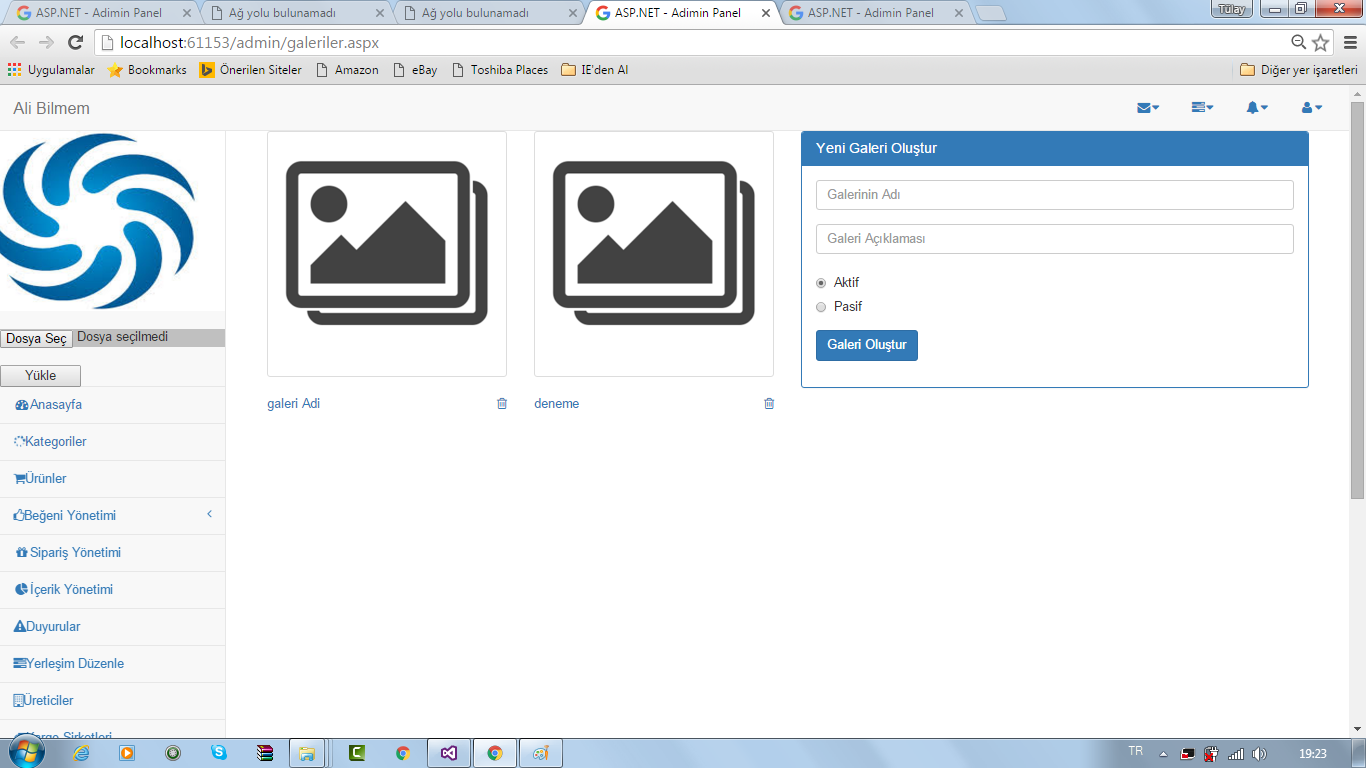 ASP.NET - Adimin Panel
Ağ yolu bulunamadı
Ağ yolu bulunamadı
ASP.NET - Adimin Panel
ASP.NET - Adimin Panel
Tülay
localhost:61153/admin/galeriler.aspx
Uygulamalar
Bookmarks
Önerilen Siteler
Amazon
eBay
Toshiba Places
IE'den Al
Diğer yer işaretleri
Ali Bilmem
Dosya Seç
Dosya seçilmedi
Yükle
Anasayfa
Kategoriler
Ürünler
Beğeni Yönetimi
Sipariş Yönetimi
İçerik Yönetimi
Duyurular
Yerleşim Düzenle
Üreticiler
Kargo Şirketleri
galeri Adi
deneme
Yeni Galeri Oluştur
Galerinin Adı
Galeri Açıklaması
Aktif
Pasif
Galeri Oluştur
TR
19:23